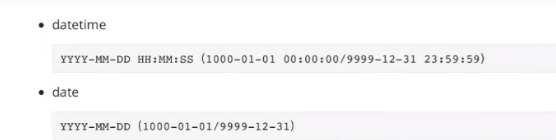 datetime
YYYY-MM-DD HH:MM:SS (1000-01-01 00:00:00/9999-12-31 23:59:59)
date
YYYY-MM-DD (1000-01-01/9999-12-31)